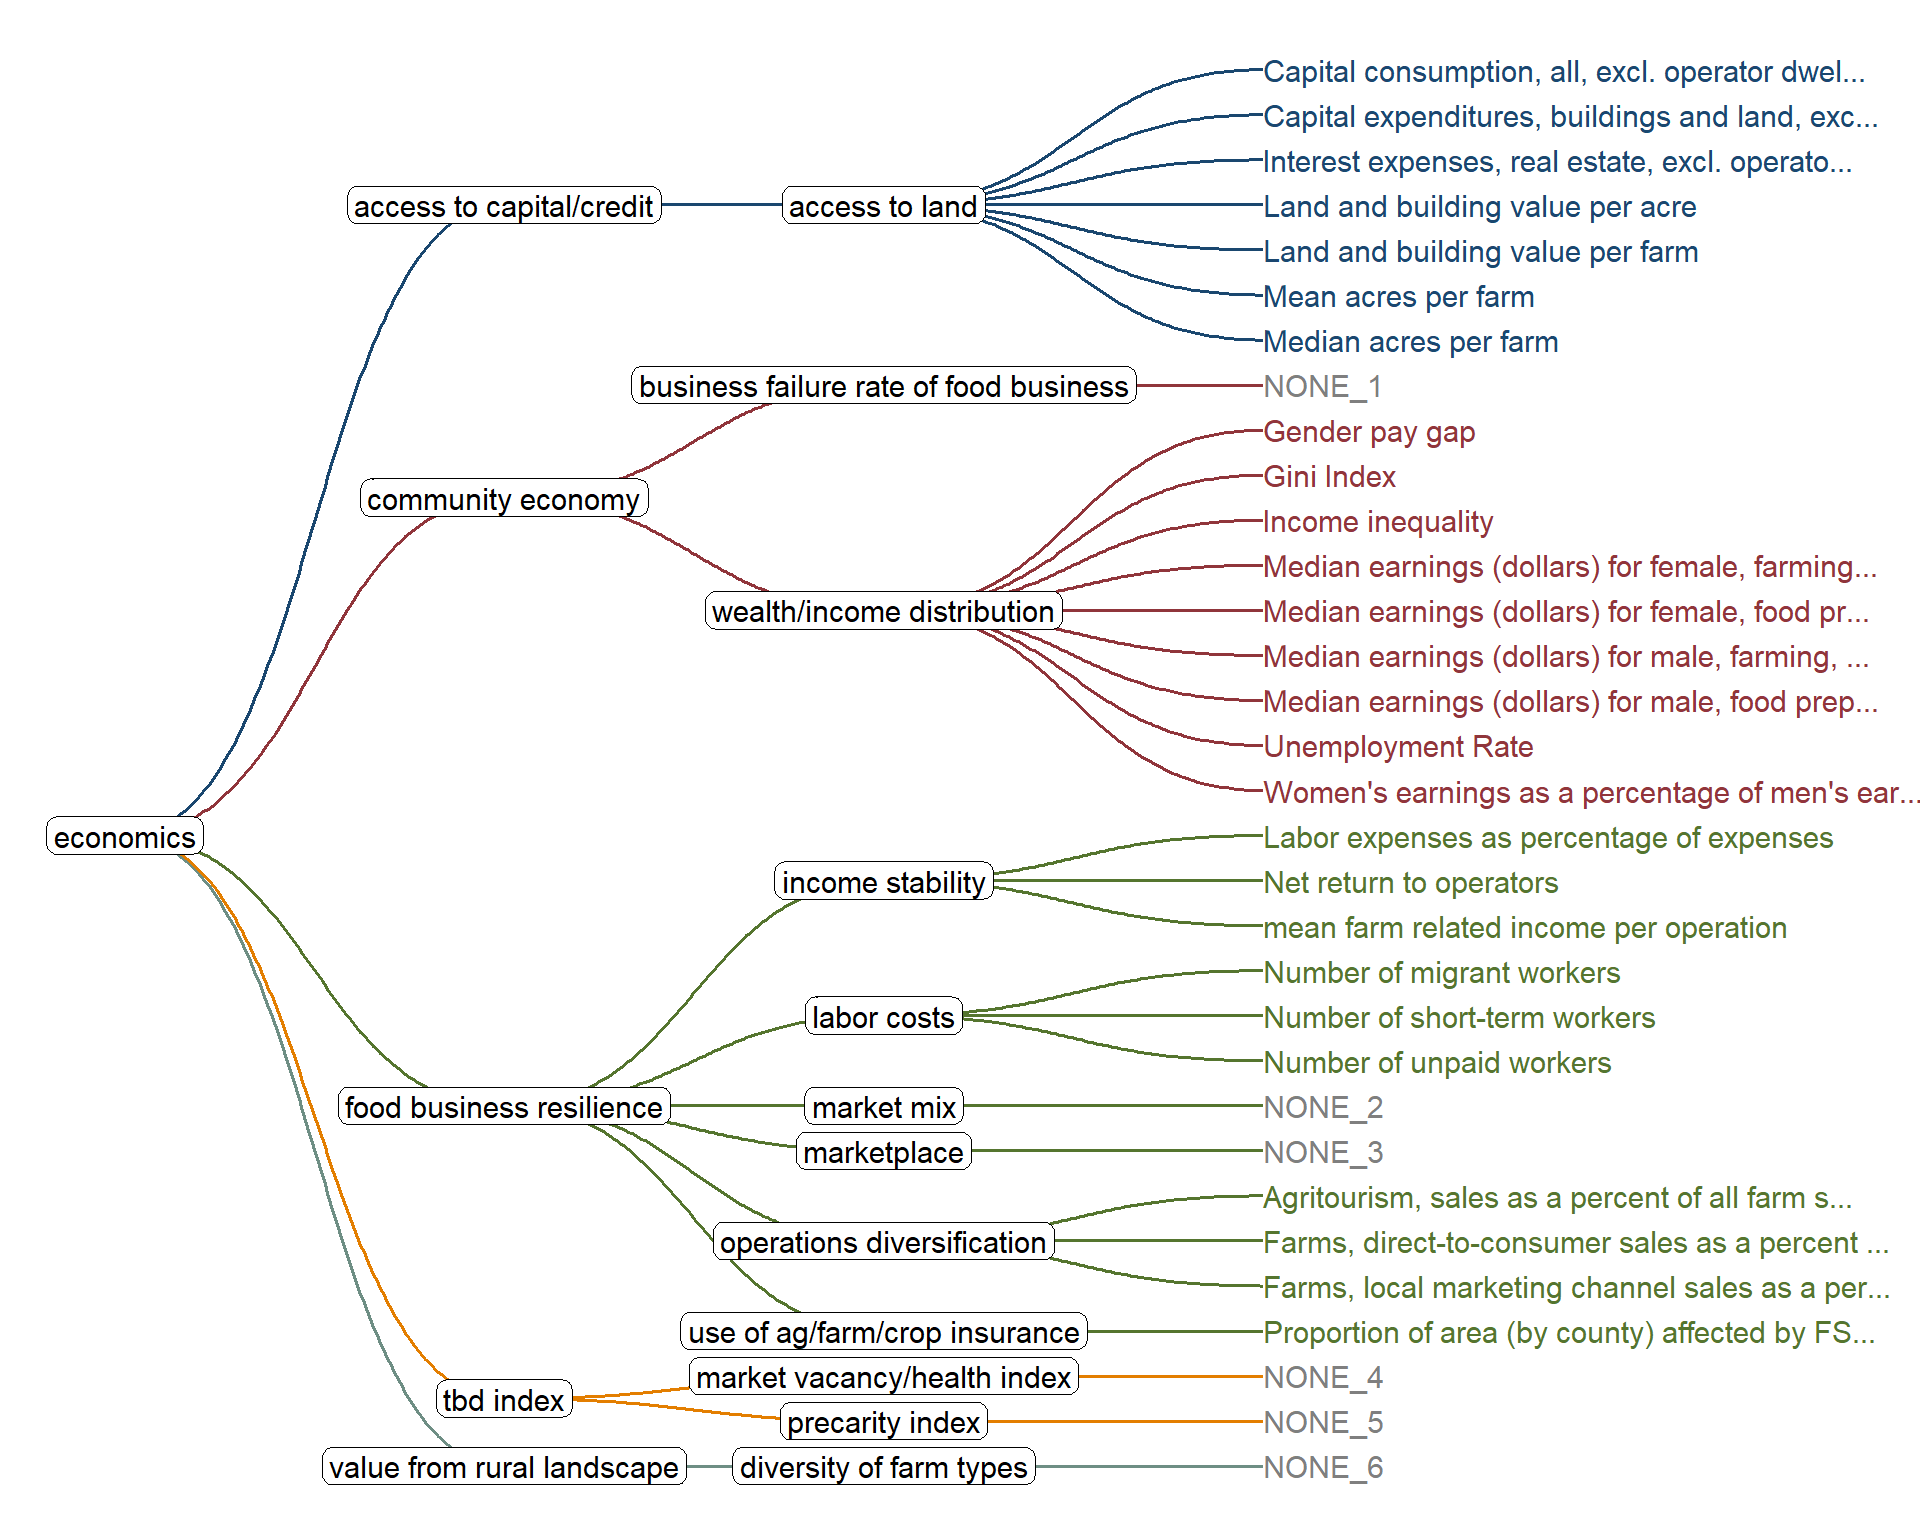 Capital consumption, all, excl. operator dwel...
Capital expenditures, buildings and land, exc...
Interest expenses, real estate, excl. operato...
access to capital/credit
access to land
Land and building value per acre
Land and building value per farm
Mean acres per farm
Median acres per farm
business failure rate of food business
NONE_1
Gender pay gap
Gini Index
community economy
Income inequality
Median earnings (dollars) for female, farming...
wealth/income distribution
Median earnings (dollars) for female, food pr...
Median earnings (dollars) for male, farming, ...
Median earnings (dollars) for male, food prep...
Unemployment Rate
Women's earnings as a percentage of men's ear...
economics
Labor expenses as percentage of expenses
income stability
Net return to operators
mean farm related income per operation
Number of migrant workers
labor costs
Number of short-term workers
Number of unpaid workers
food business resilience
market mix
NONE_2
marketplace
NONE_3
Agritourism, sales as a percent of all farm s...
operations diversification
Farms, direct-to-consumer sales as a percent ...
Farms, local marketing channel sales as a per...
use of ag/farm/crop insurance
Proportion of area (by county) affected by FS...
market vacancy/health index
NONE_4
tbd index
precarity index
NONE_5
value from rural landscape
diversity of farm types
NONE_6